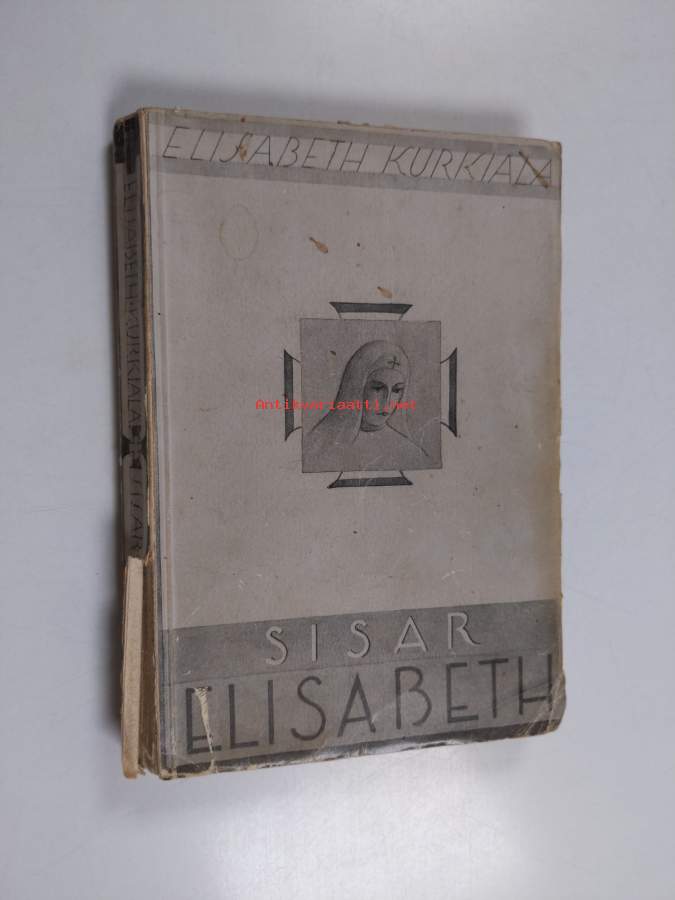 ELISABETH KURKIALA
ELISABETH KURKIALA
SISAR
Antikvariaatti.net
SISAR
ELISABETH